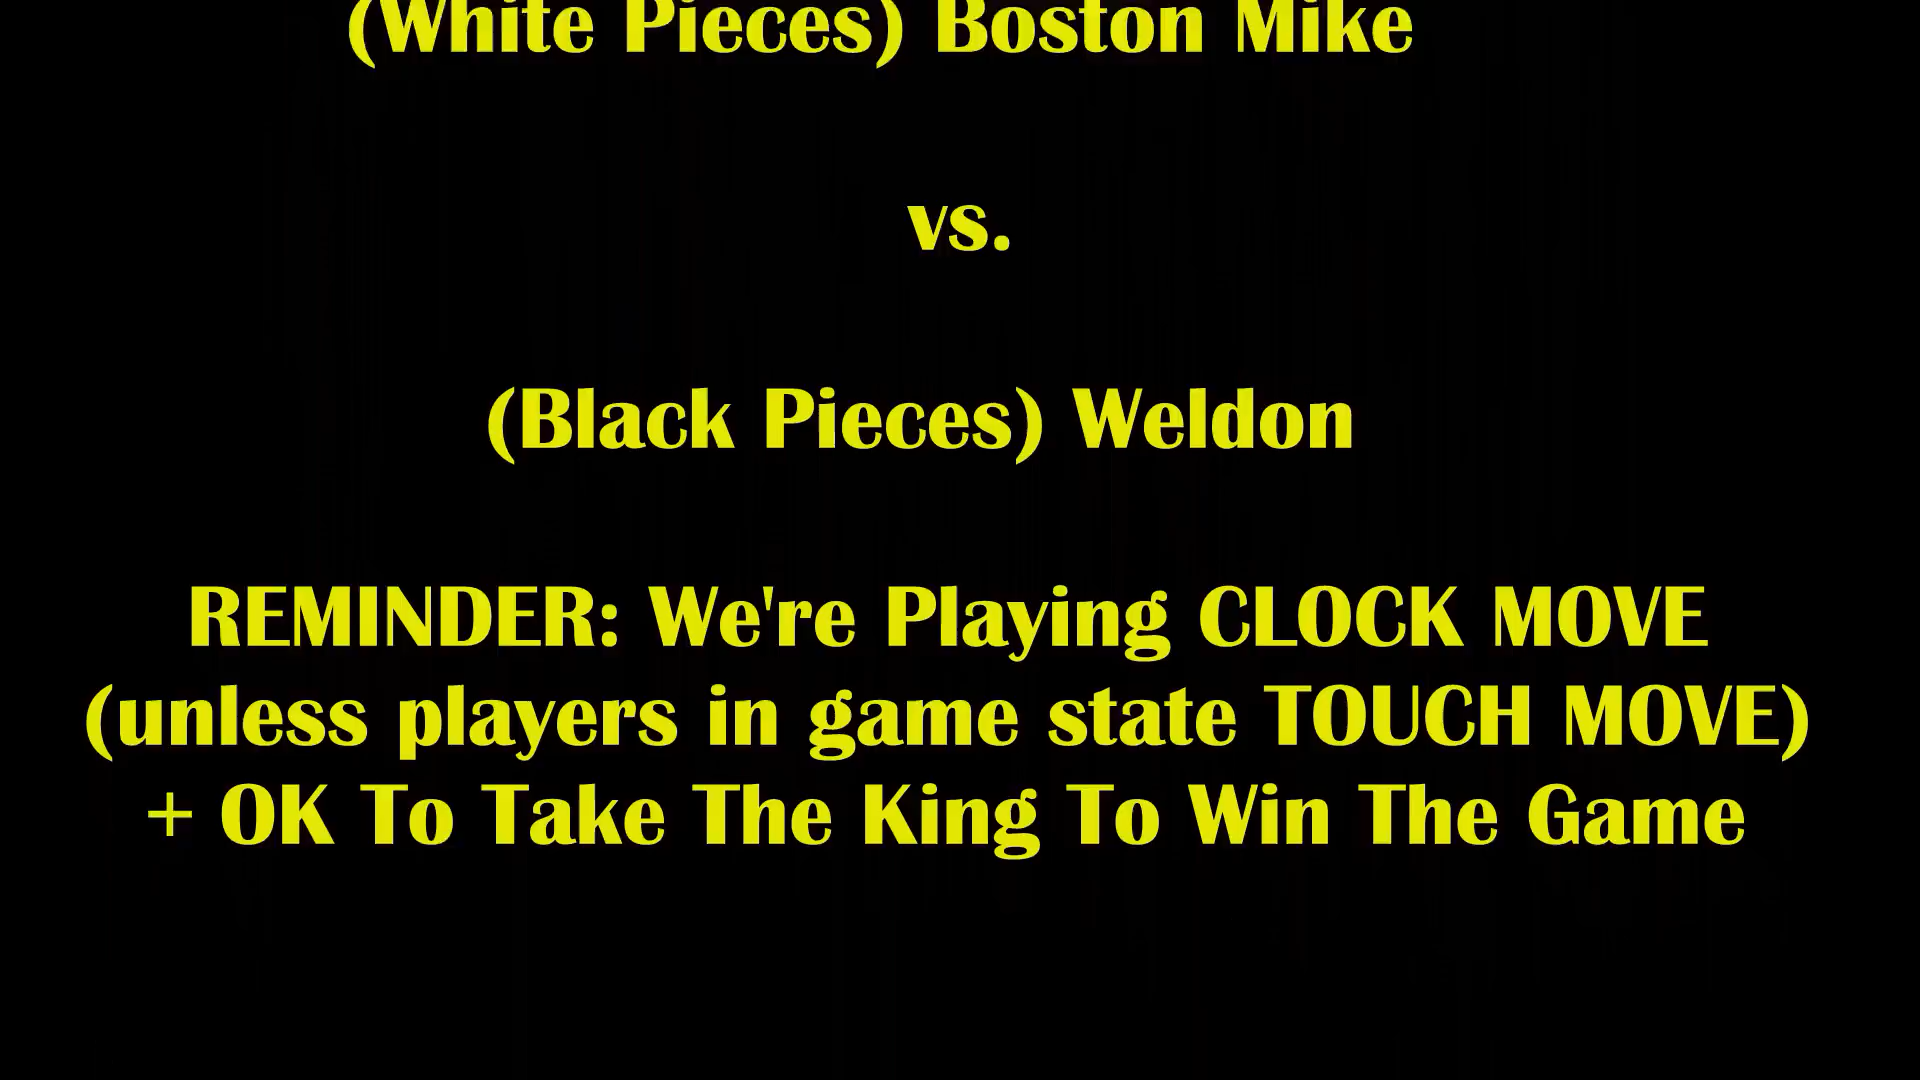 (White Pieces) Boston Mike
vs.
(Black Pieces) Weldon
REMINDER: We're Playing CLOCK MOVE
(unless players in game state TOUCH MOVE)
+ OK To Take The King To Win The Game